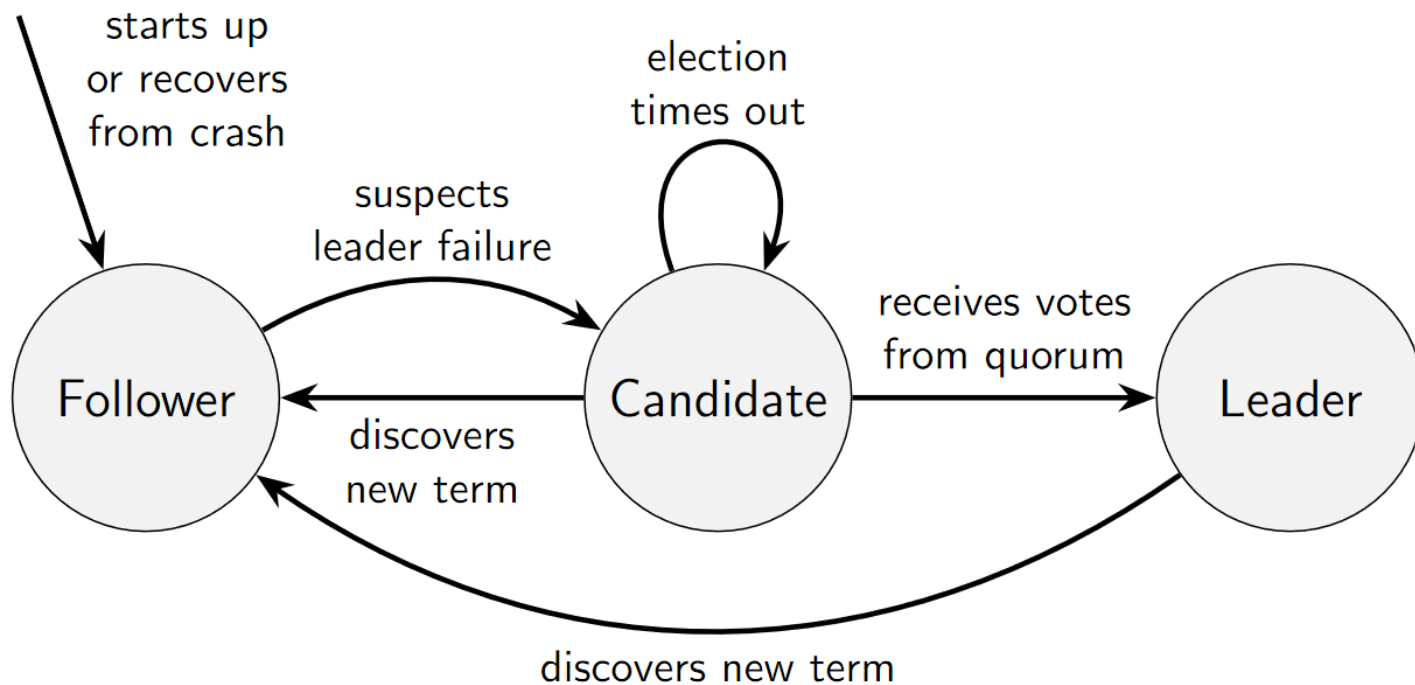 starts up
or recovers
from crash
election
times out
suspects
leader failure
receives votes
from quorum
Follower
Candidate
Leader
discovers
new term
discovers new term